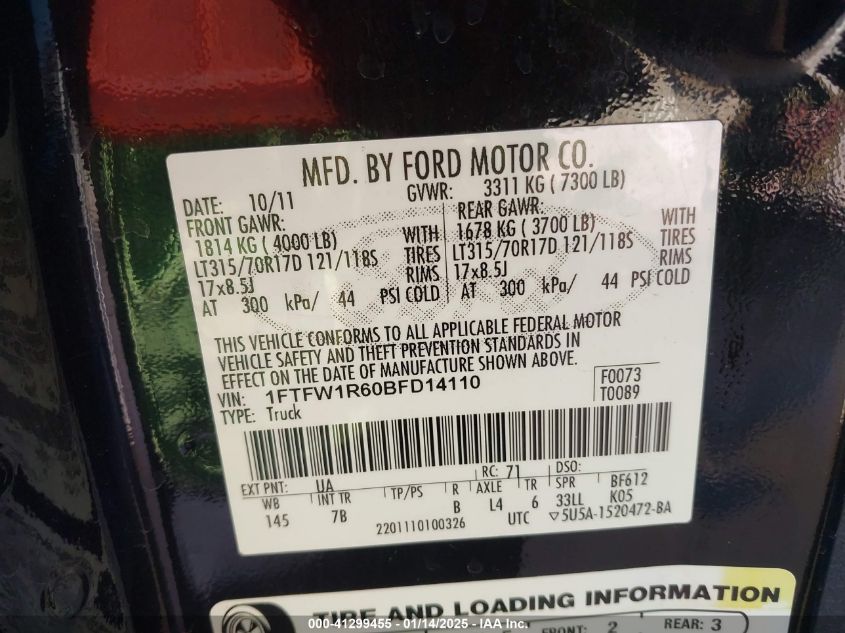 MFD. BY FORD MOTOR CO.
DATE: 10/11 GVWR: 3311 KG ( 7300 LB)
FRONT GAWR: REAR GAWR:
1814 KG ( 4000 LB) WITH 1678 KG ( 3700 LB) WITH
LT315/70R17D 121/118S TIRES LT315/70R17D 121/118S TIRES
17x8.5J RIMS 17x8.5J RIMS
AT 300 kPa/ 44 PSI COLD AT 300 kPa/ 44 PSI COLD
THIS VEHICLE CONFORMS TO ALL APPLICABLE FEDERAL MOTOR
VEHICLE SAFETY AND THEFT PREVENTION STANDARDS IN
EFFECT ON THE DATE OF MANUFACTURE SHOWN ABOVE.
VIN: 1FTFW1R60BFD14110 F0073
TYPE: Truck T0089
EXT PNT: UA RC: 71 DSO:
WB INT TR TP/PS R AXLE TR SPR BF612
145 7B B L4 6 33LL K05
2201110100326 UTC ▽5U5A-1520472-BA
TIRE AND LOADING INFORMATION
FRONT: 2 REAR: 3
000-41299455 - 01/14/2025 - IAA Inc.